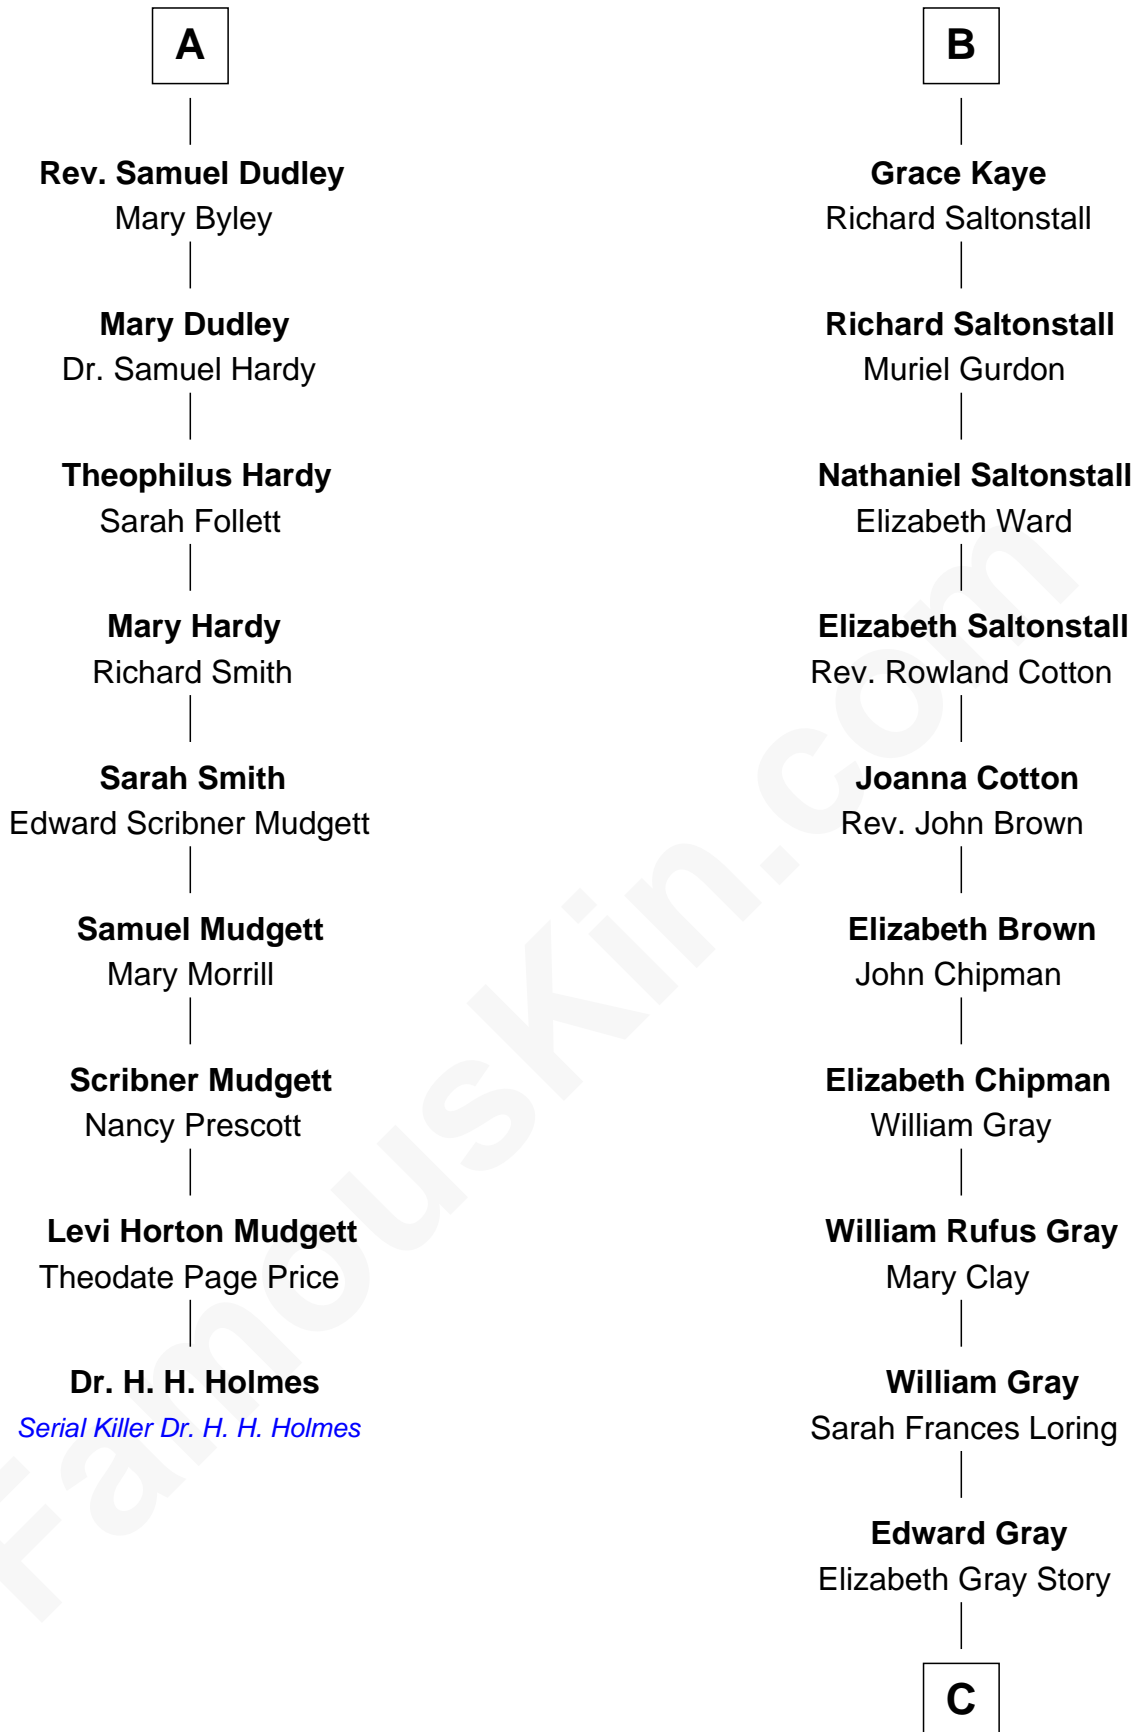 A
Rev. Samuel Dudley
Mary Byley
Mary Dudley
Dr. Samuel Hardy
Theophilus Hardy
Sarah Follett
Mary Hardy
Richard Smith
Sarah Smith
Edward Scribner Mudgett
Samuel Mudgett
Mary Morrill
Scribner Mudgett
Nancy Prescott
Levi Horton Mudgett
Theodate Page Price
Dr. H. H. Holmes
Serial Killer Dr. H. H. Holmes
B
Grace Kaye
Richard Saltonstall
Richard Saltonstall
Muriel Gurdon
Nathaniel Saltonstall
Elizabeth Ward
Elizabeth Saltonstall
Rev. Rowland Cotton
Joanna Cotton
Rev. John Brown
Elizabeth Brown
John Chipman
Elizabeth Chipman
William Gray
William Rufus Gray
Mary Clay
William Gray
Sarah Frances Loring
Edward Gray
Elizabeth Gray Story
C
FamousKin.com